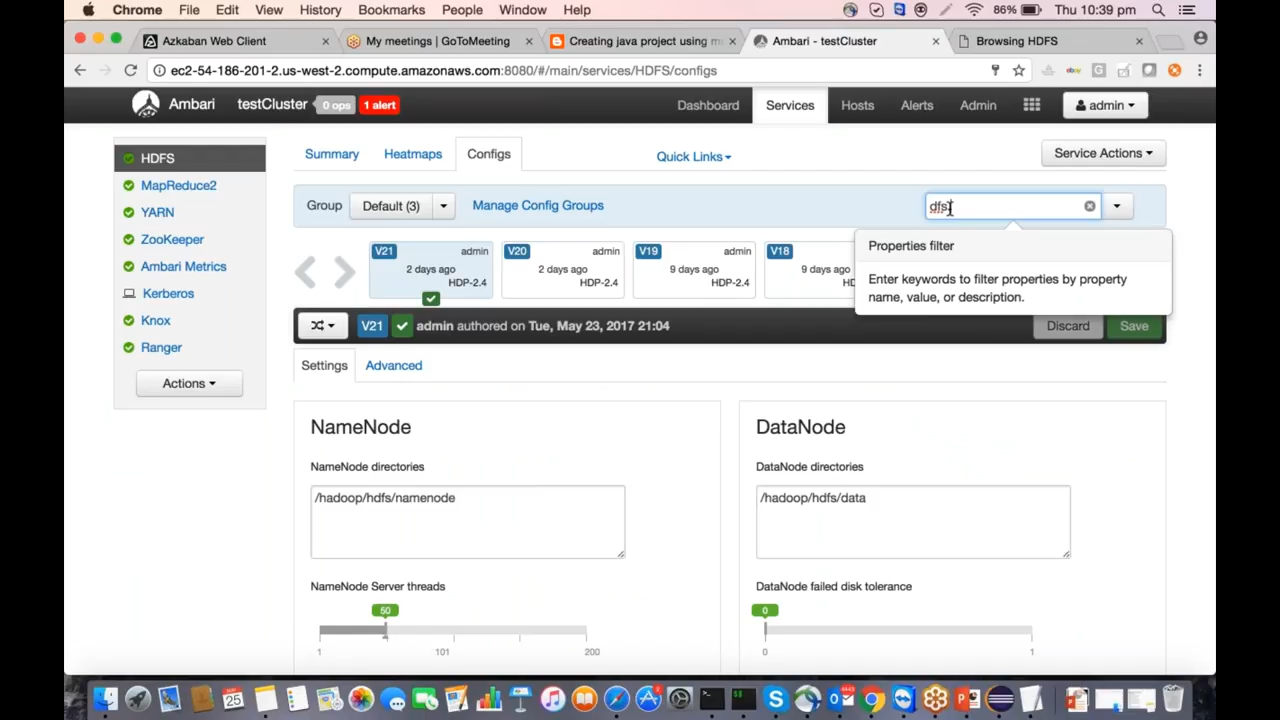 Chrome File Edit View History Bookmarks People Window Help 86% Thu 10:39 pm
Azkaban Web Client × My meetings | GoToMeeting × Creating java project using m × Ambari - testCluster × Browsing HDFS ×
ec2-54-186-201-2.us-west-2.compute.amazonaws.com:8080/#/main/services/HDFS/configs ebay G
Ambari testCluster 0 ops 1 alert Dashboard Services Hosts Alerts Admin admin
HDFS
MapReduce2
YARN
ZooKeeper
Ambari Metrics
Kerberos
Knox
Ranger
Actions
Summary Heatmaps Configs Quick Links Service Actions
Group Default (3) Manage Config Groups dfs
Properties filter
Enter keywords to filter properties by property
name, value, or description.
V21 admin
2 days ago
HDP-2.4
V20 admin
2 days ago
HDP-2.4
V19 admin
9 days ago
HDP-2.4
V18
9 days ago
HDP-2.4
V21 admin authored on Tue, May 23, 2017 21:04 Discard Save
Settings Advanced
NameNode
NameNode directories
/hadoop/hdfs/namenode
NameNode Server threads
50
1 101 200
DataNode
DataNode directories
/hadoop/hdfs/data
DataNode failed disk tolerance
0
0 1